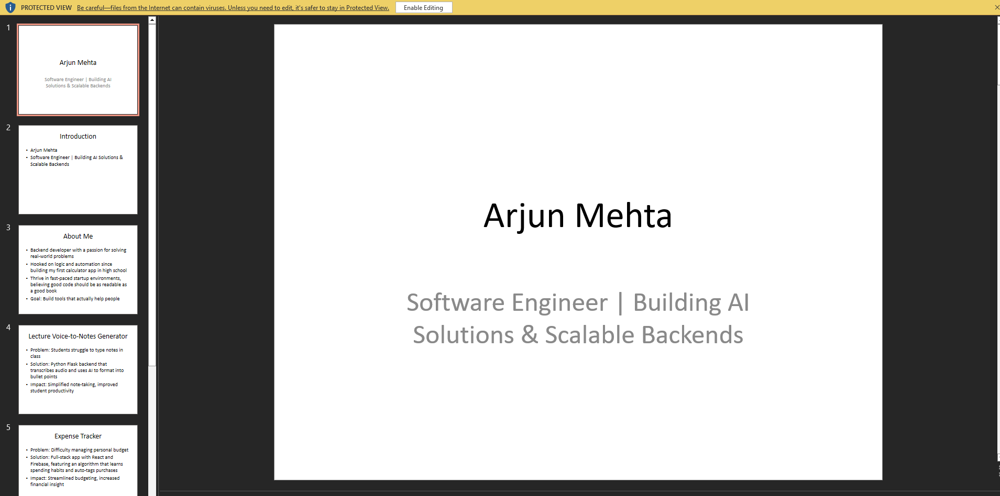 PROTECTED VIEW Be careful—files from the Internet can contain viruses. Unless you need to edit, it's safer to stay in Protected View. Enable Editing
1
Arjun Mehta
Software Engineer | Building AI
Solutions & Scalable Backends
2
Introduction
• Arjun Mehta
• Software Engineer | Building AI Solutions &
Scalable Backends
3
About Me
• Backend developer with a passion for solving
real-world problems
• Hooked on logic and automation since
building my first calculator app in high school
• Thrive in fast-paced startup environments,
believing good code should be as readable as
a good book
• Goal: Build tools that actually help people
4
Lecture Voice-to-Notes Generator
• Problem: Students struggle to type notes in
class
• Solution: Python Flask backend that
transcribes audio and uses AI to format into
bullet points
• Impact: Simplified note-taking, improved
student productivity
5
Expense Tracker
• Problem: Difficulty managing personal budget
• Solution: Full-stack app with React and
Firebase, featuring an algorithm that learns
spending habits and auto-tags purchases
• Impact: Streamlined budgeting, increased
financial insight
Arjun Mehta
Software Engineer | Building AI
Solutions & Scalable Backends